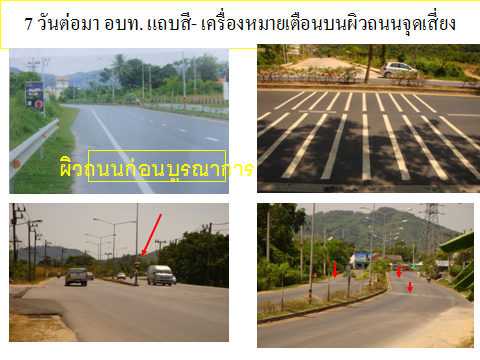 7 วันต่อมา อบท. แถบสี- เครื่องหมายเตือนบนผิวถนนจุดเสี่ยง
ผิวถนนก่อนบูรณาการ